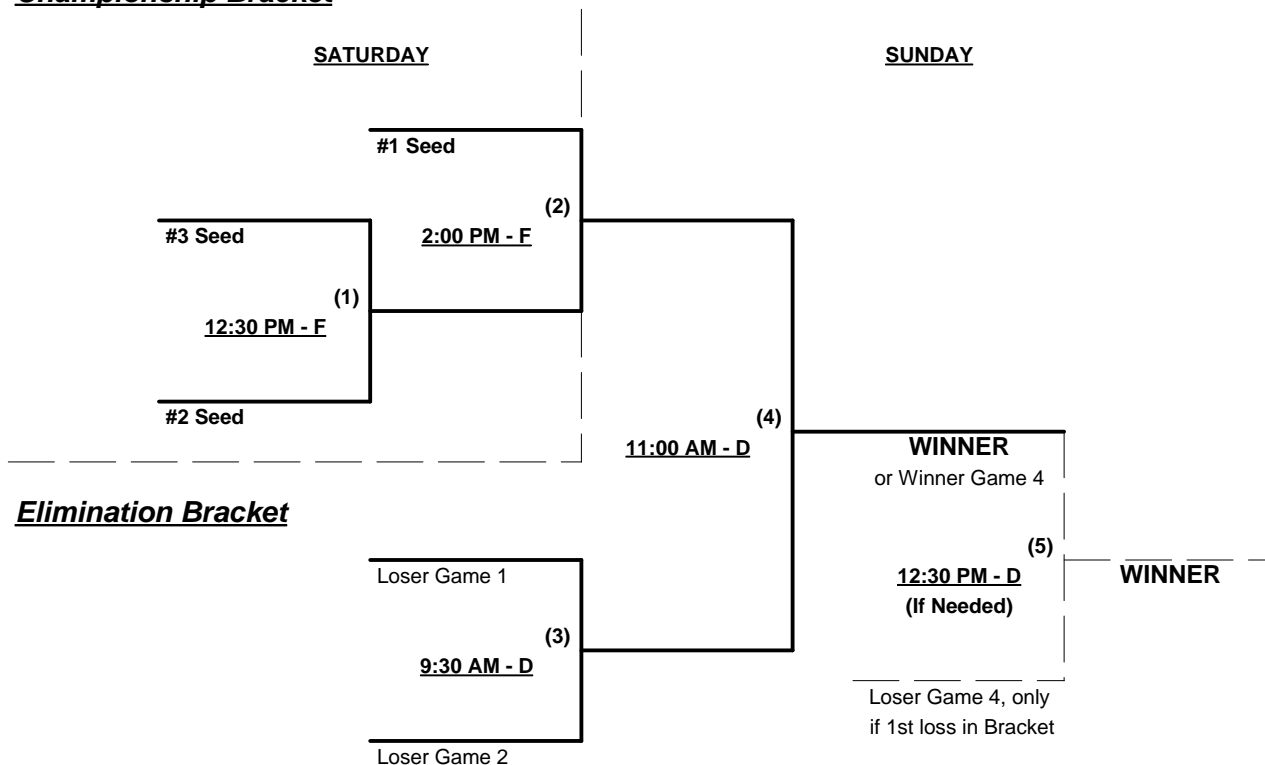 Championship Bracket
SATURDAY
SUNDAY
#1 Seed
(2)
#3 Seed
2:00 PM - F
(1)
12:30 PM - F
#2 Seed
(4)
11:00 AM - D
WINNER
or Winner Game 4
Elimination Bracket
(5)
Loser Game 1
12:30 PM - D
WINNER
(If Needed)
(3)
9:30 AM - D
Loser Game 4, only
if 1st loss in Bracket
Loser Game 2